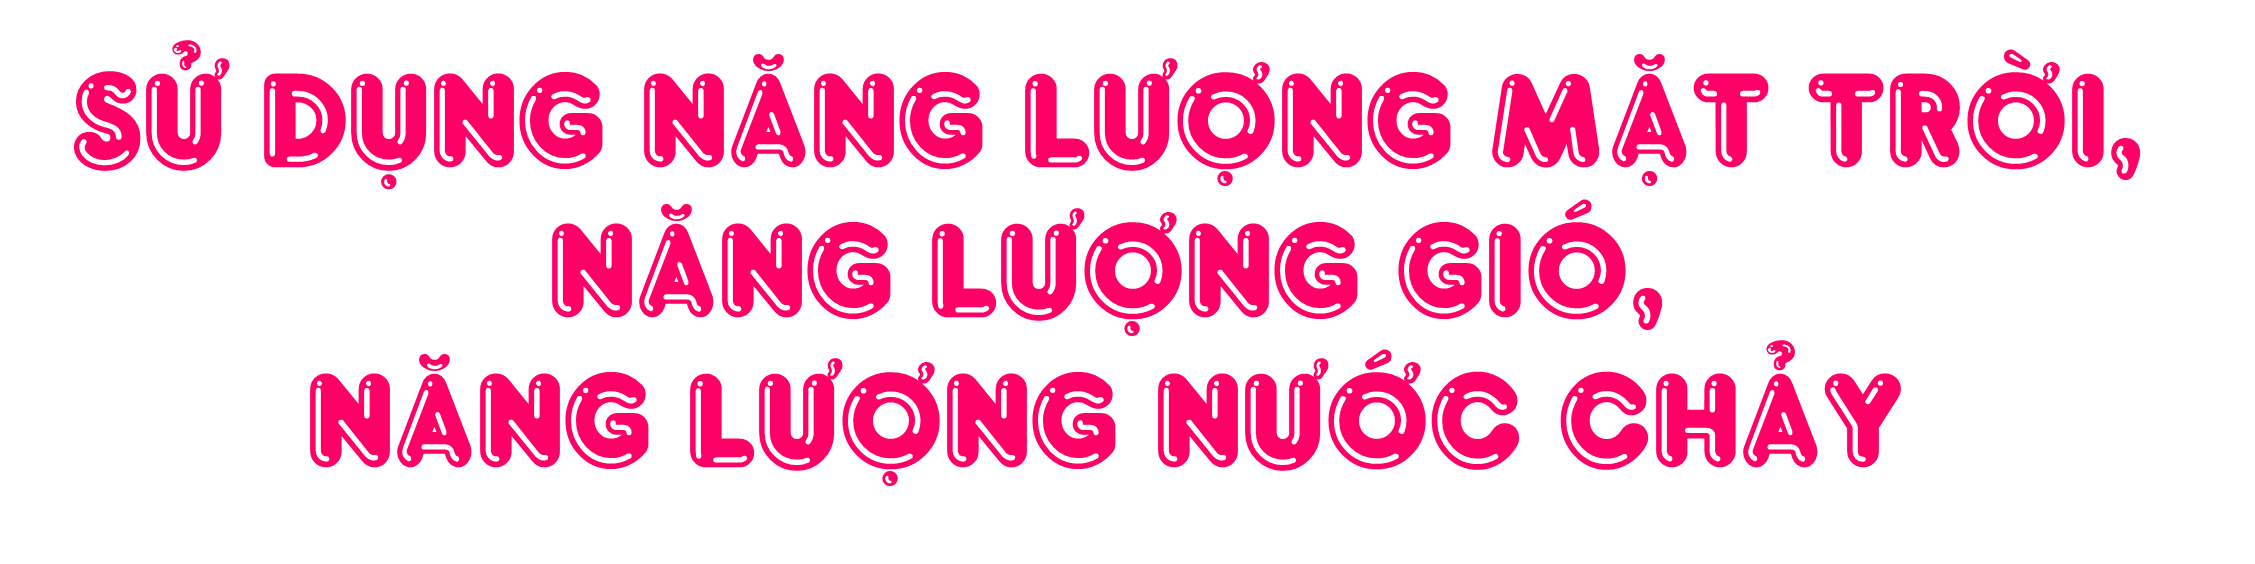 SỬ DỤNG NĂNG LƯỢNG MẶT TRỜI,
NĂNG LƯỢNG GIÓ,
NĂNG LƯỢNG NƯỚC CHẢY